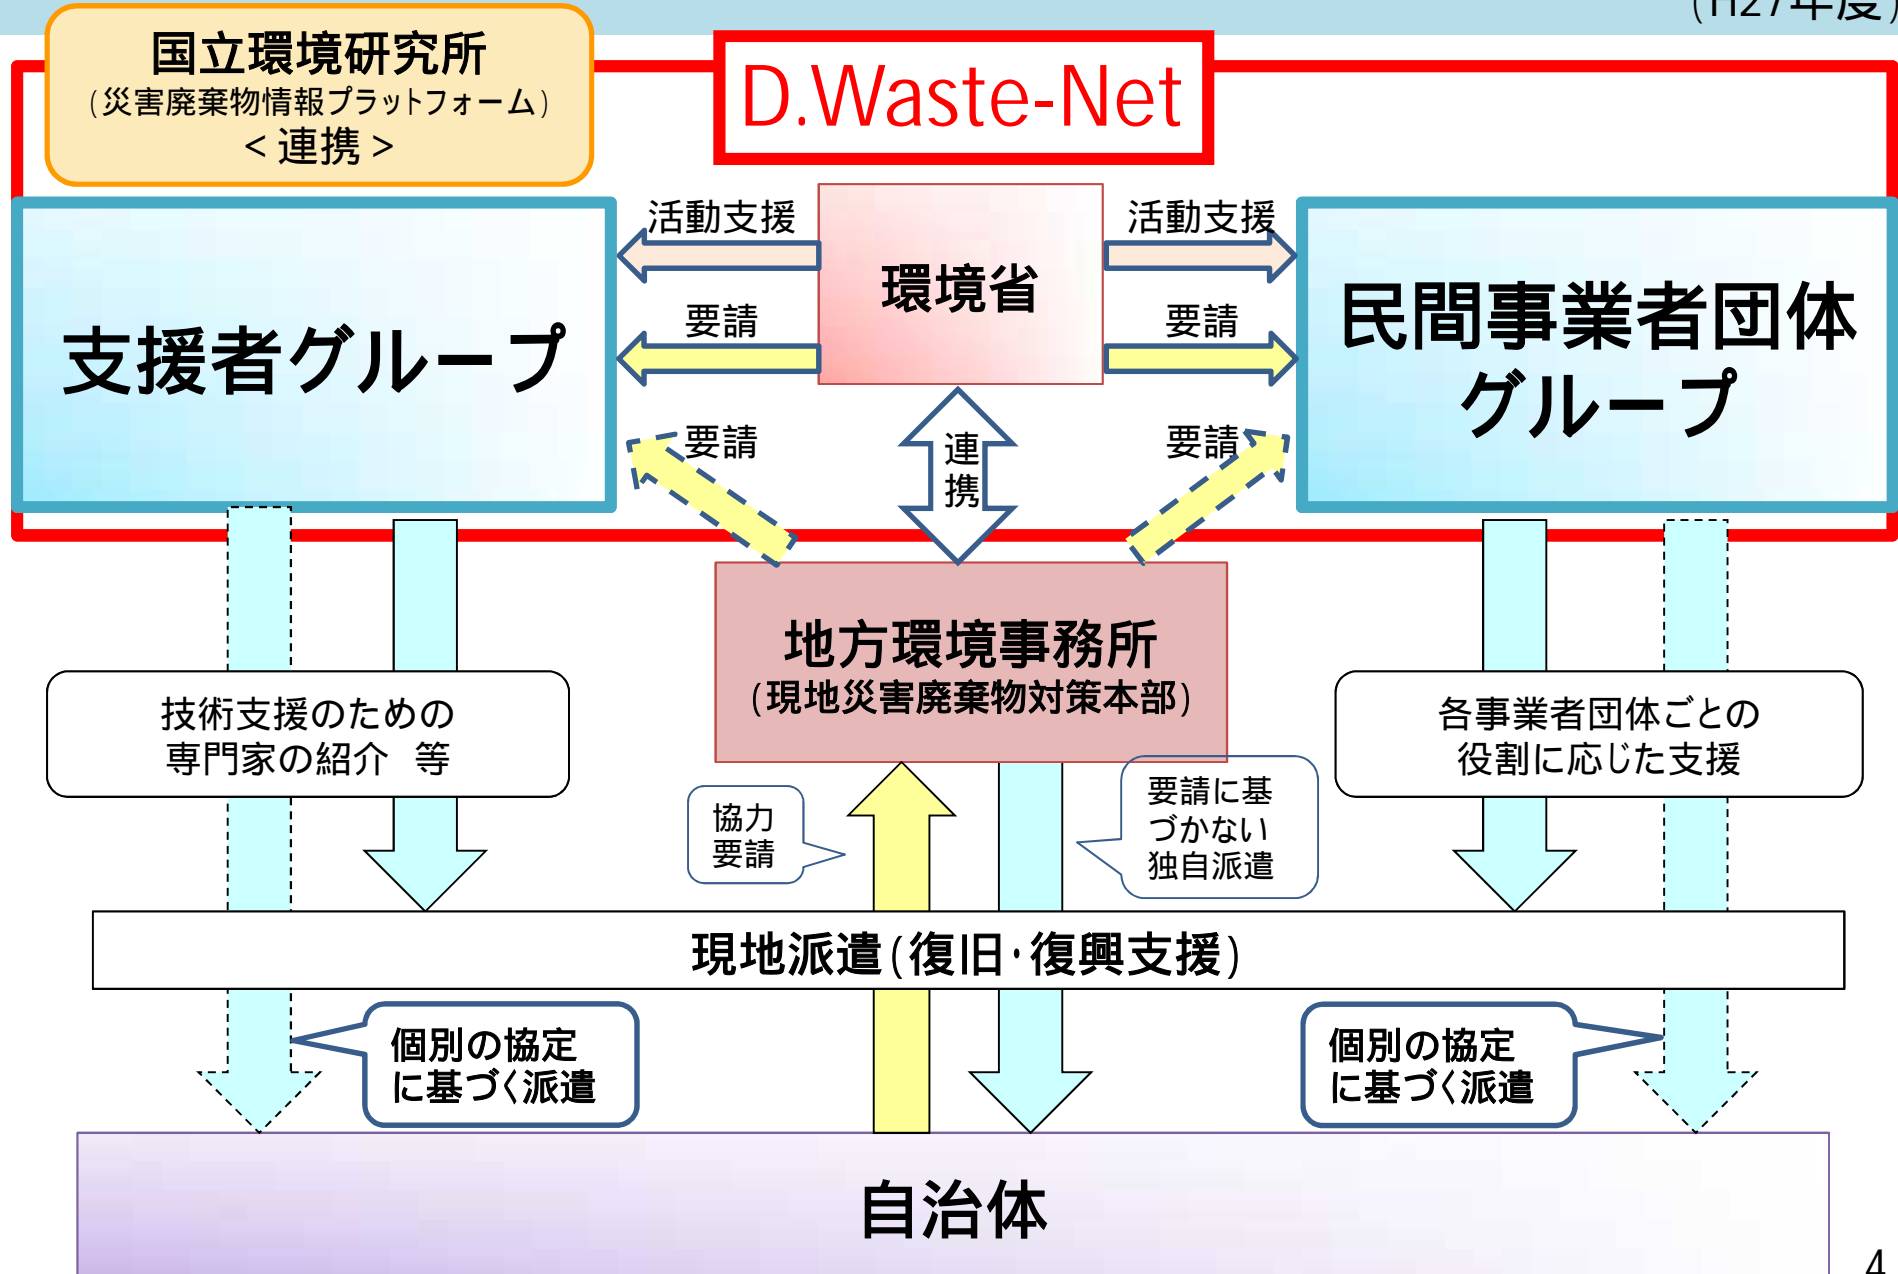 (H27年度)
国立環境研究所
(災害廃棄物情報プラットフォーム)
<連携>
D.Waste-Net
活動支援
活動支援
環境省
要請
要請
支援者グループ
民間事業者団体
グループ
要請
要請
連
携
地方環境事務所
(現地災害廃棄物対策本部)
技術支援のための
専門家の紹介　等
各事業者団体ごとの
役割に応じた支援
協力
要請
要請に基
づかない
独自派遣
現地派遣(復旧・復興支援)
個別の協定
に基づく派遣
個別の協定
に基づく派遣
自治体
4